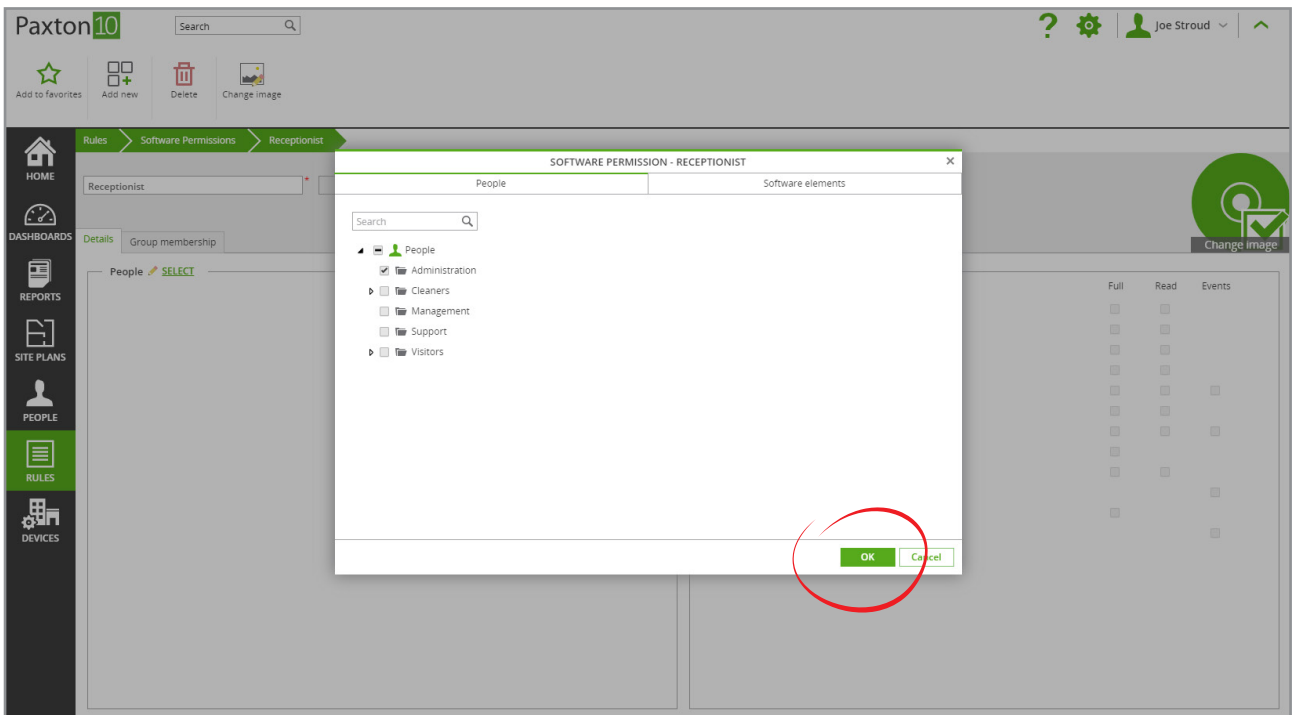 Paxton 10
Search
Joe Stroud
Add to favorites
Add new
Delete
Change image
HOME
DASHBOARDS
REPORTS
SITE PLANS
PEOPLE
RULES
DEVICES
Rules
Software Permissions
Receptionist
Receptionist *
Change image
Details
Group membership
People SELECT
Full Read Events
SOFTWARE PERMISSION - RECEPTIONIST
People
Software elements
Search
People
Administration
Cleaners
Management
Support
Visitors
OK
Cancel